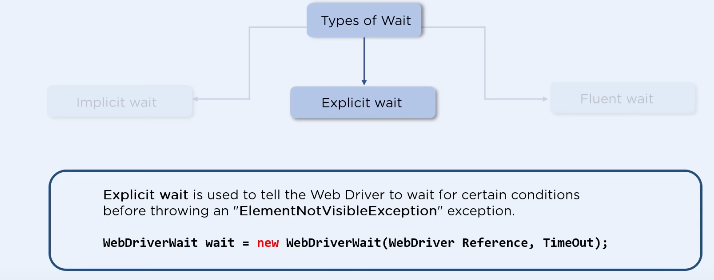 Types of Wait
Implicit wait
Explicit wait
Fluent wait
Explicit wait is used to tell the Web Driver to wait for certain conditions
before throwing an "ElementNotVisibleException" exception.
WebDriverWait wait = new WebDriverWait(WebDriver Reference, TimeOut);